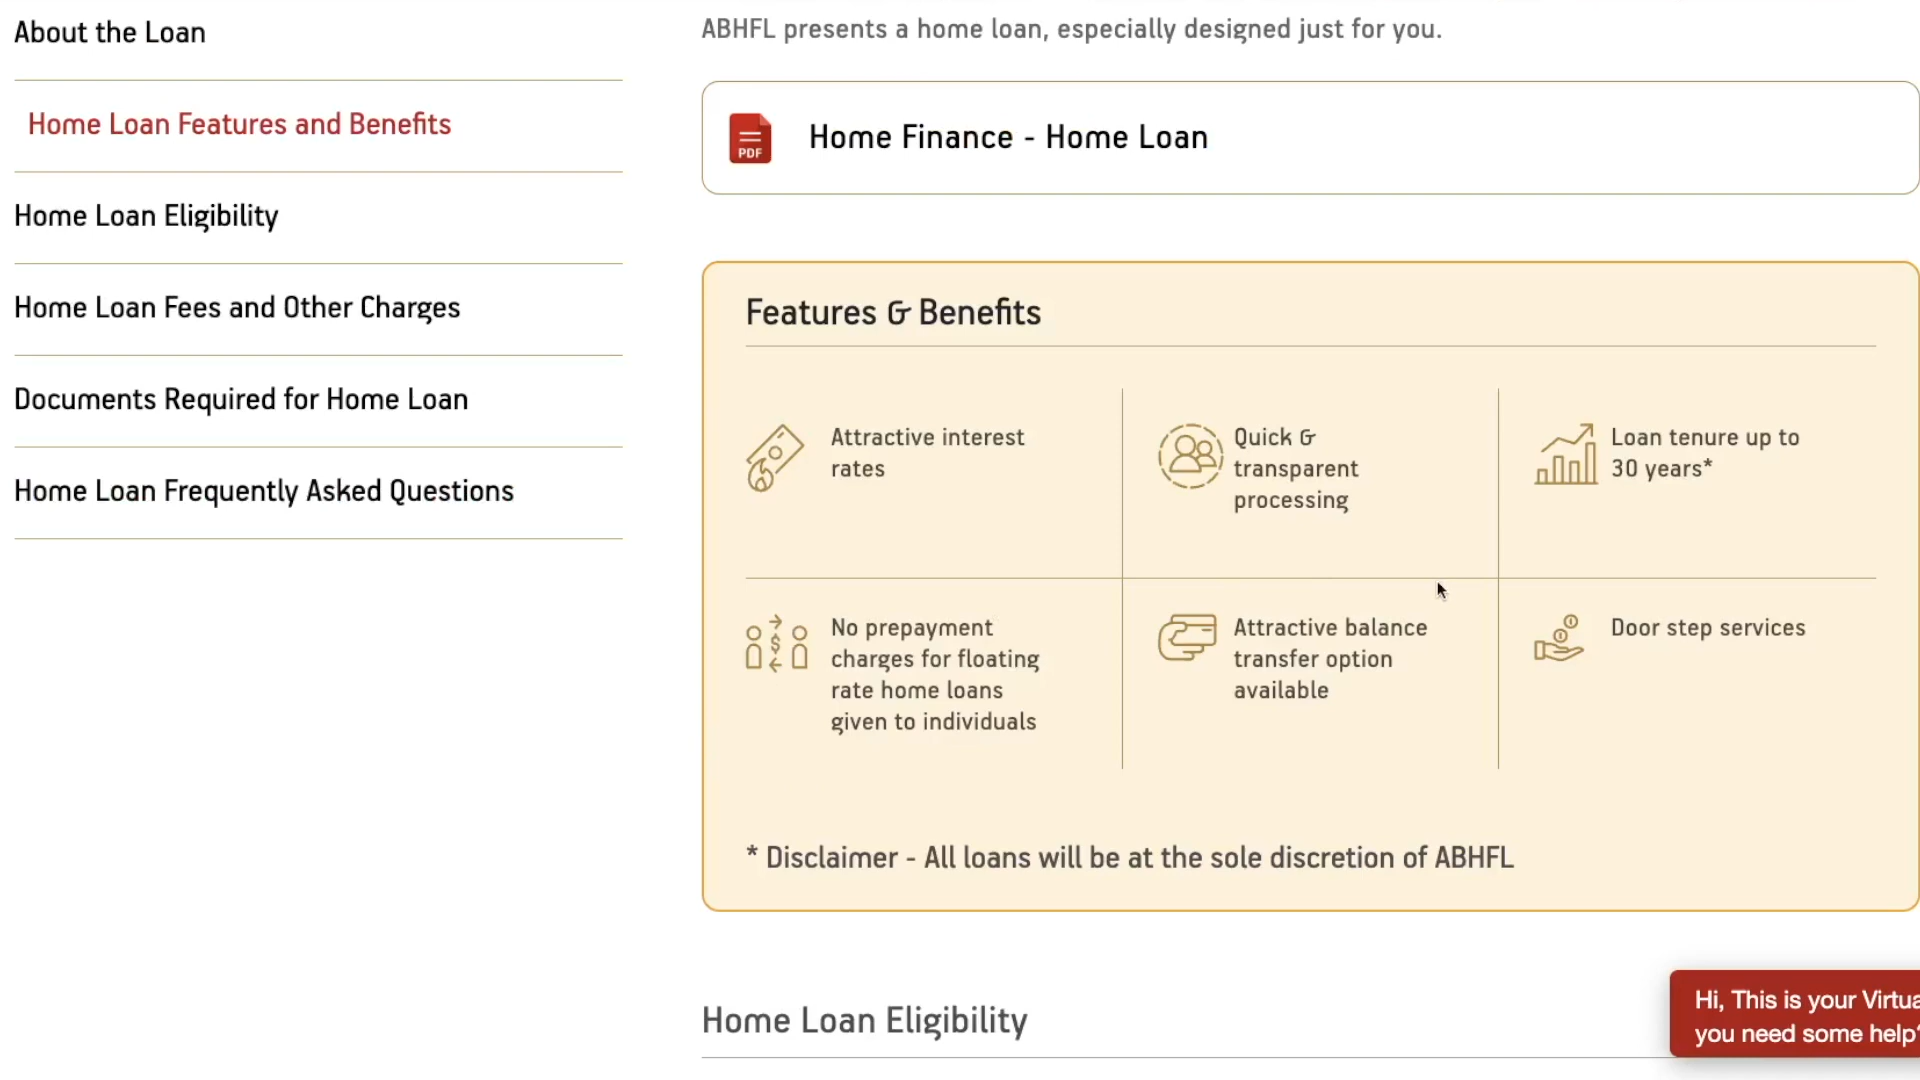 About the Loan
Home Loan Features and Benefits
Home Loan Eligibility
Home Loan Fees and Other Charges
Documents Required for Home Loan
Home Loan Frequently Asked Questions
ABHFL presents a home loan, especially designed just for you.
PDF
Home Finance - Home Loan
Features & Benefits
Attractive interest
rates
Quick &
transparent
processing
Loan tenure up to
30 years*
No prepayment
charges for floating
rate home loans
given to individuals
Attractive balance
transfer option
available
Door step services
* Disclaimer - All loans will be at the sole discretion of ABHFL
Home Loan Eligibility
Hi, This is your
you need some help